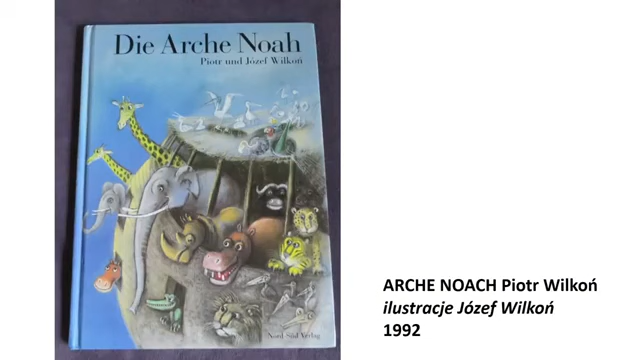 Die Arche Noah
Piotr und Józef Wilkoń
Nord-Süd Verlag
ARCHE NOACH Piotr Wilkoń
ilustracje Józef Wilkoń
1992